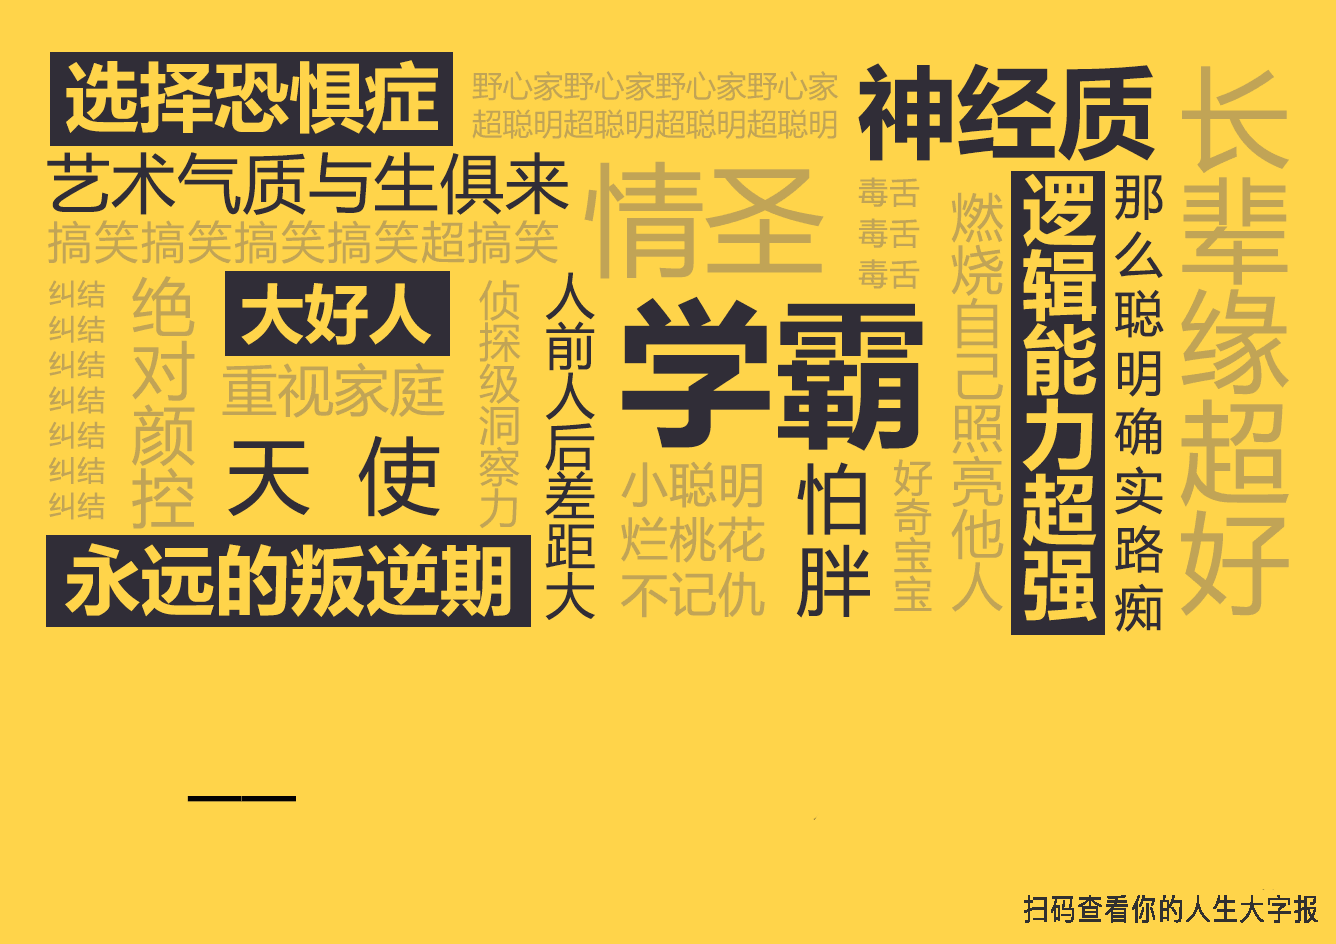 选择恐惧症
野心家野心家野心家野心家
超聪明超聪明超聪明超聪明
神经质
长辈缘超好
艺术气质与生俱来
情圣
毒舌
毒舌
毒舌
燃烧自己照亮他人
逻辑能力超强
那么聪明确实路痴
搞笑搞笑搞笑搞笑超搞笑
纠结
纠结
纠结
纠结
纠结
纠结
纠结
绝对颜控
大好人
重视家庭
天使
侦探级洞察力
人前人后差距大
学霸
小聪明
烂桃花
不记仇
怕胖
好奇宝宝
永远的叛逆期
——
扫码查看你的人生大字报